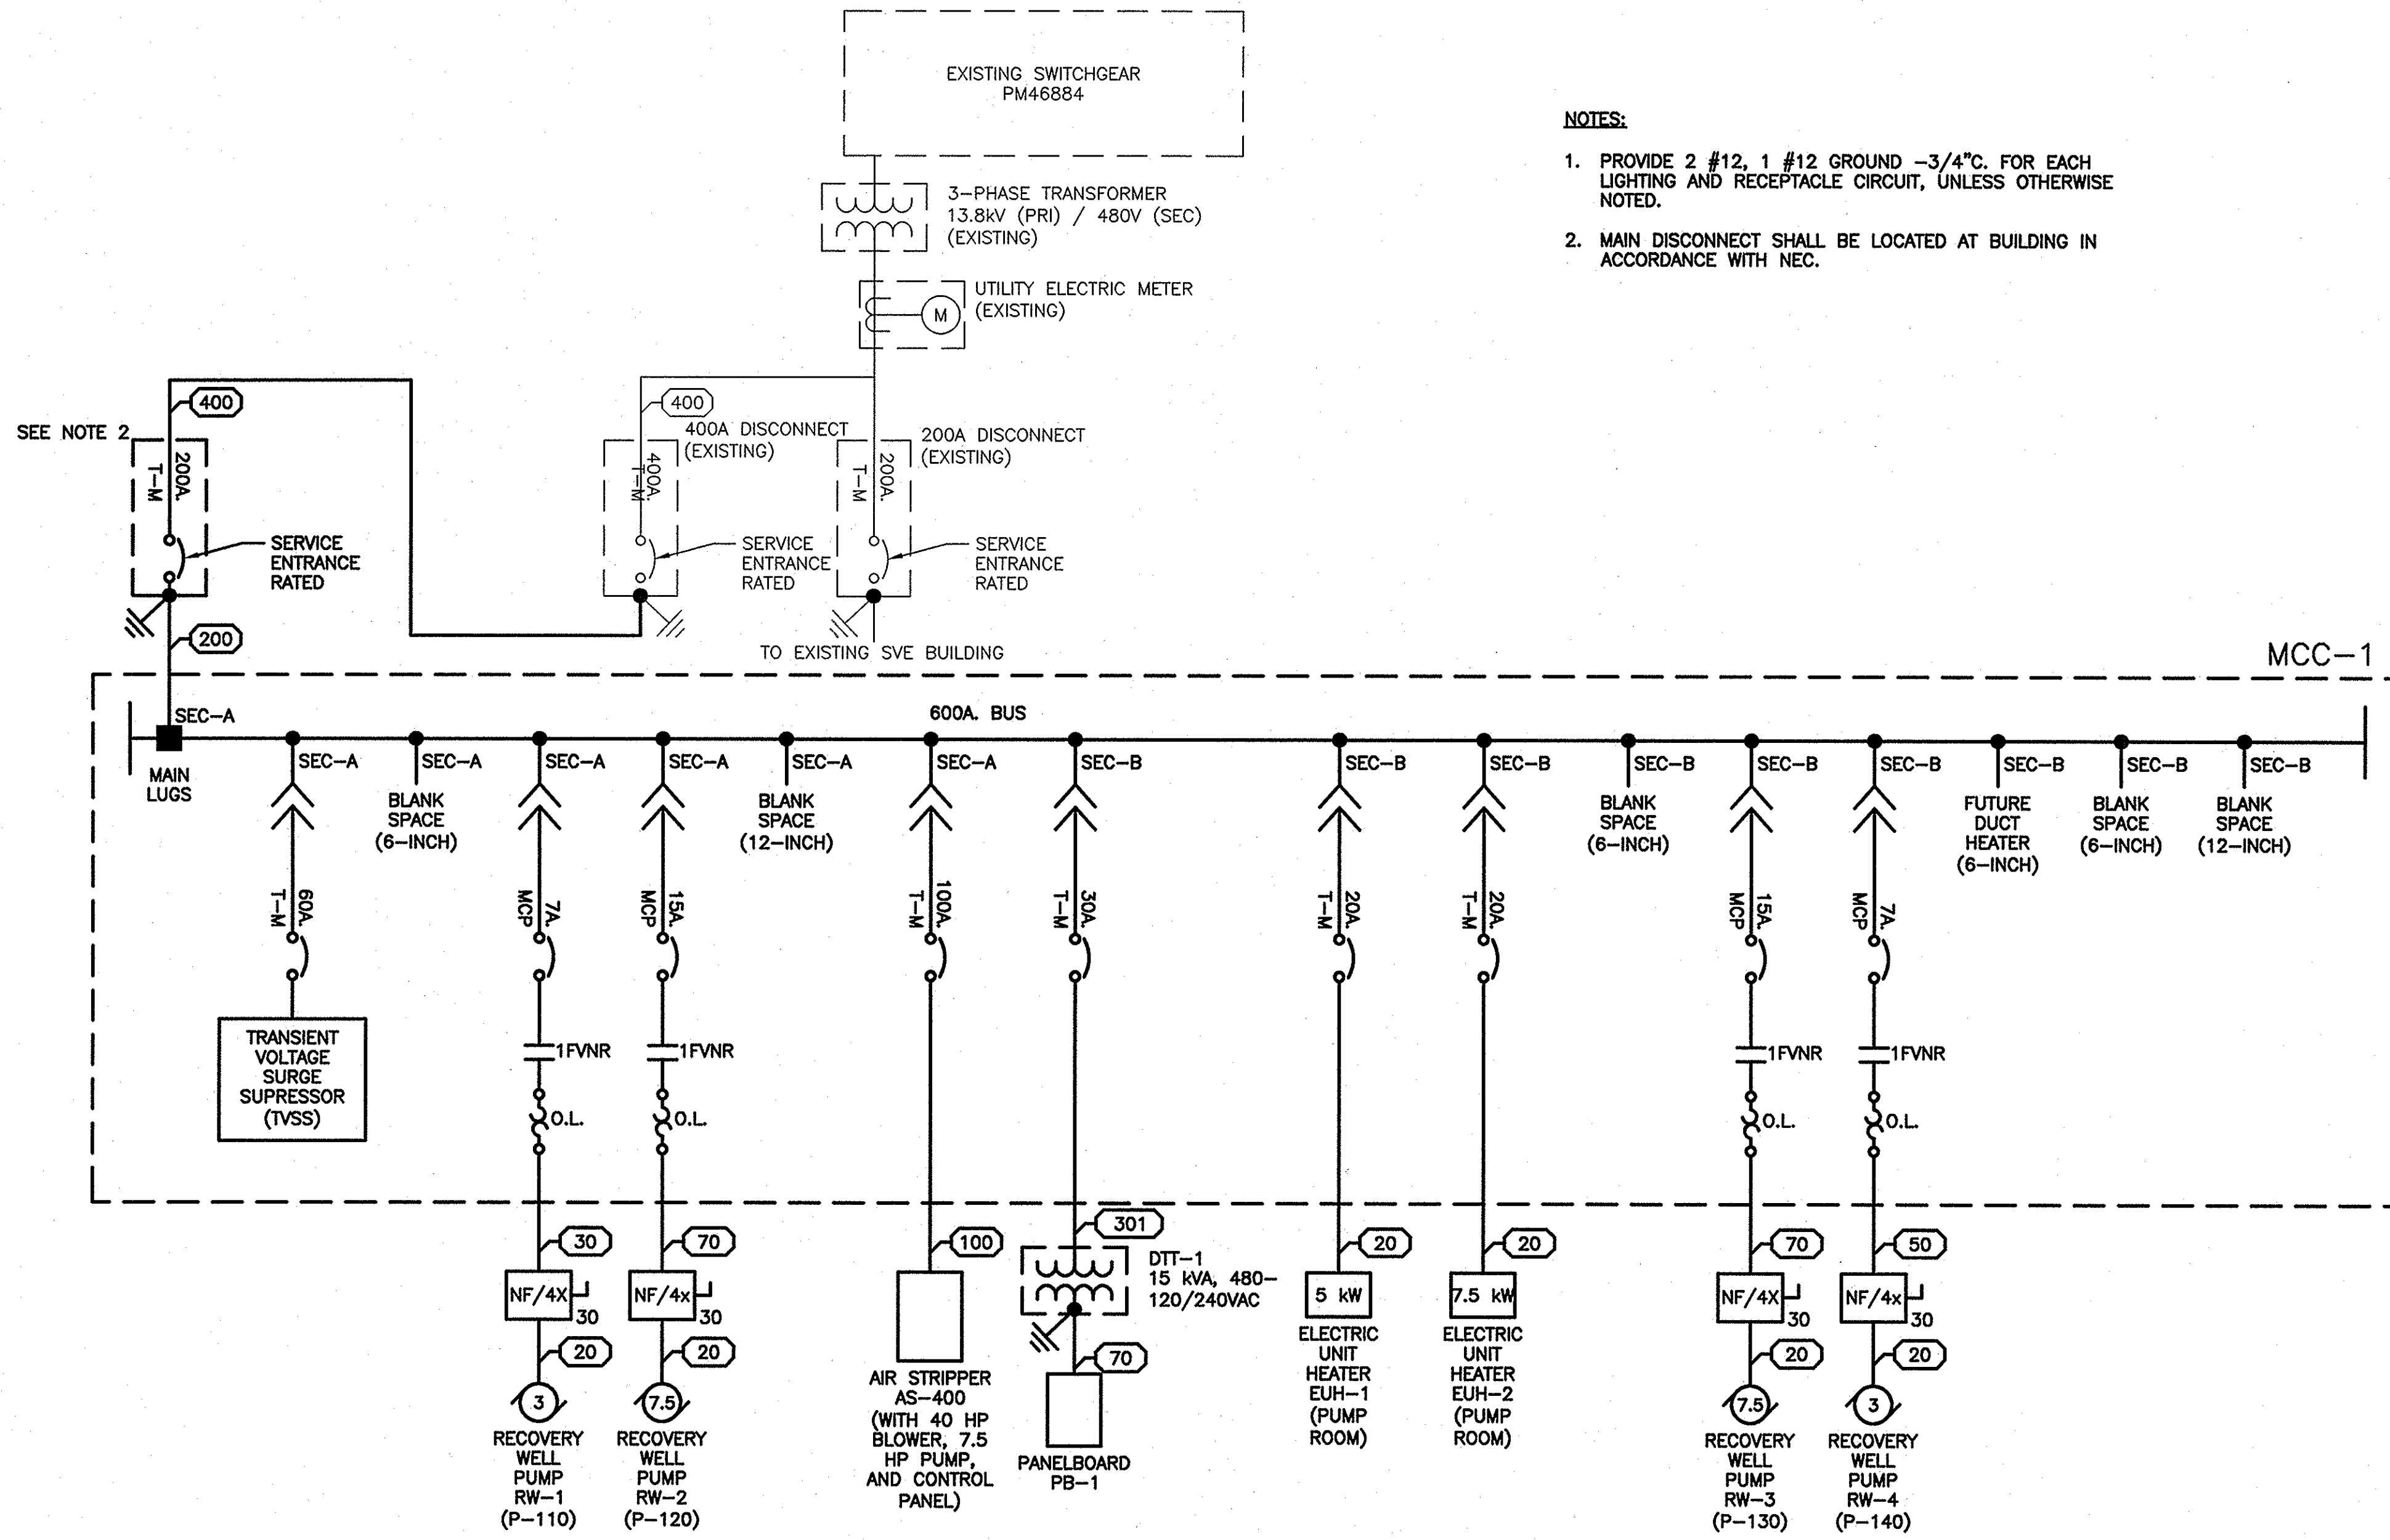 EXISTING SWITCHGEAR
PM46884
3-PHASE TRANSFORMER
13.8kV (PRI) / 480V (SEC)
(EXISTING)
UTILITY ELECTRIC METER
(EXISTING)
M
NOTES:
1. PROVIDE 2 #12, 1 #12 GROUND -3/4"C. FOR EACH
LIGHTING AND RECEPTACLE CIRCUIT, UNLESS OTHERWISE
NOTED.
2. MAIN DISCONNECT SHALL BE LOCATED AT BUILDING IN
ACCORDANCE WITH NEC.
400
SEE NOTE 2
200A.
T-M
SERVICE
ENTRANCE
RATED
200
400
400A DISCONNECT
(EXISTING)
400A.
T-M
SERVICE
ENTRANCE
RATED
200A DISCONNECT
(EXISTING)
200A.
T-M
SERVICE
ENTRANCE
RATED
TO EXISTING SVE BUILDING
MCC-1
600A. BUS
SEC-A
MAIN
LUGS
SEC-A
60A.
T-M
TRANSIENT
VOLTAGE
SURGE
SUPRESSOR
(TVSS)
SEC-A
BLANK
SPACE
(6-INCH)
SEC-A
7A.
MCP
1FVNR
O.L.
30
NF/4X
30
20
3
RECOVERY
WELL
PUMP
RW-1
(P-110)
SEC-A
15A.
MCP
1FVNR
O.L.
70
NF/4x
30
20
7.5
RECOVERY
WELL
PUMP
RW-2
(P-120)
SEC-A
BLANK
SPACE
(12-INCH)
SEC-A
100A.
T-M
100
AIR STRIPPER
AS-400
(WITH 40 HP
BLOWER, 7.5
HP PUMP,
AND CONTROL
PANEL)
SEC-B
30A.
T-M
301
DTT-1
15 kVA, 480-
120/240VAC
70
PANELBOARD
PB-1
SEC-B
20A.
T-M
20
5 kW
ELECTRIC
UNIT
HEATER
EUH-1
(PUMP
ROOM)
SEC-B
20A.
T-M
20
7.5 kW
ELECTRIC
UNIT
HEATER
EUH-2
(PUMP
ROOM)
SEC-B
BLANK
SPACE
(6-INCH)
SEC-B
15A.
MCP
1FVNR
O.L.
70
NF/4X
30
20
7.5
RECOVERY
WELL
PUMP
RW-3
(P-130)
SEC-B
7A.
MCP
1FVNR
O.L.
50
NF/4x
30
20
3
RECOVERY
WELL
PUMP
RW-4
(P-140)
SEC-B
FUTURE
DUCT
HEATER
(6-INCH)
SEC-B
BLANK
SPACE
(6-INCH)
SEC-B
BLANK
SPACE
(12-INCH)